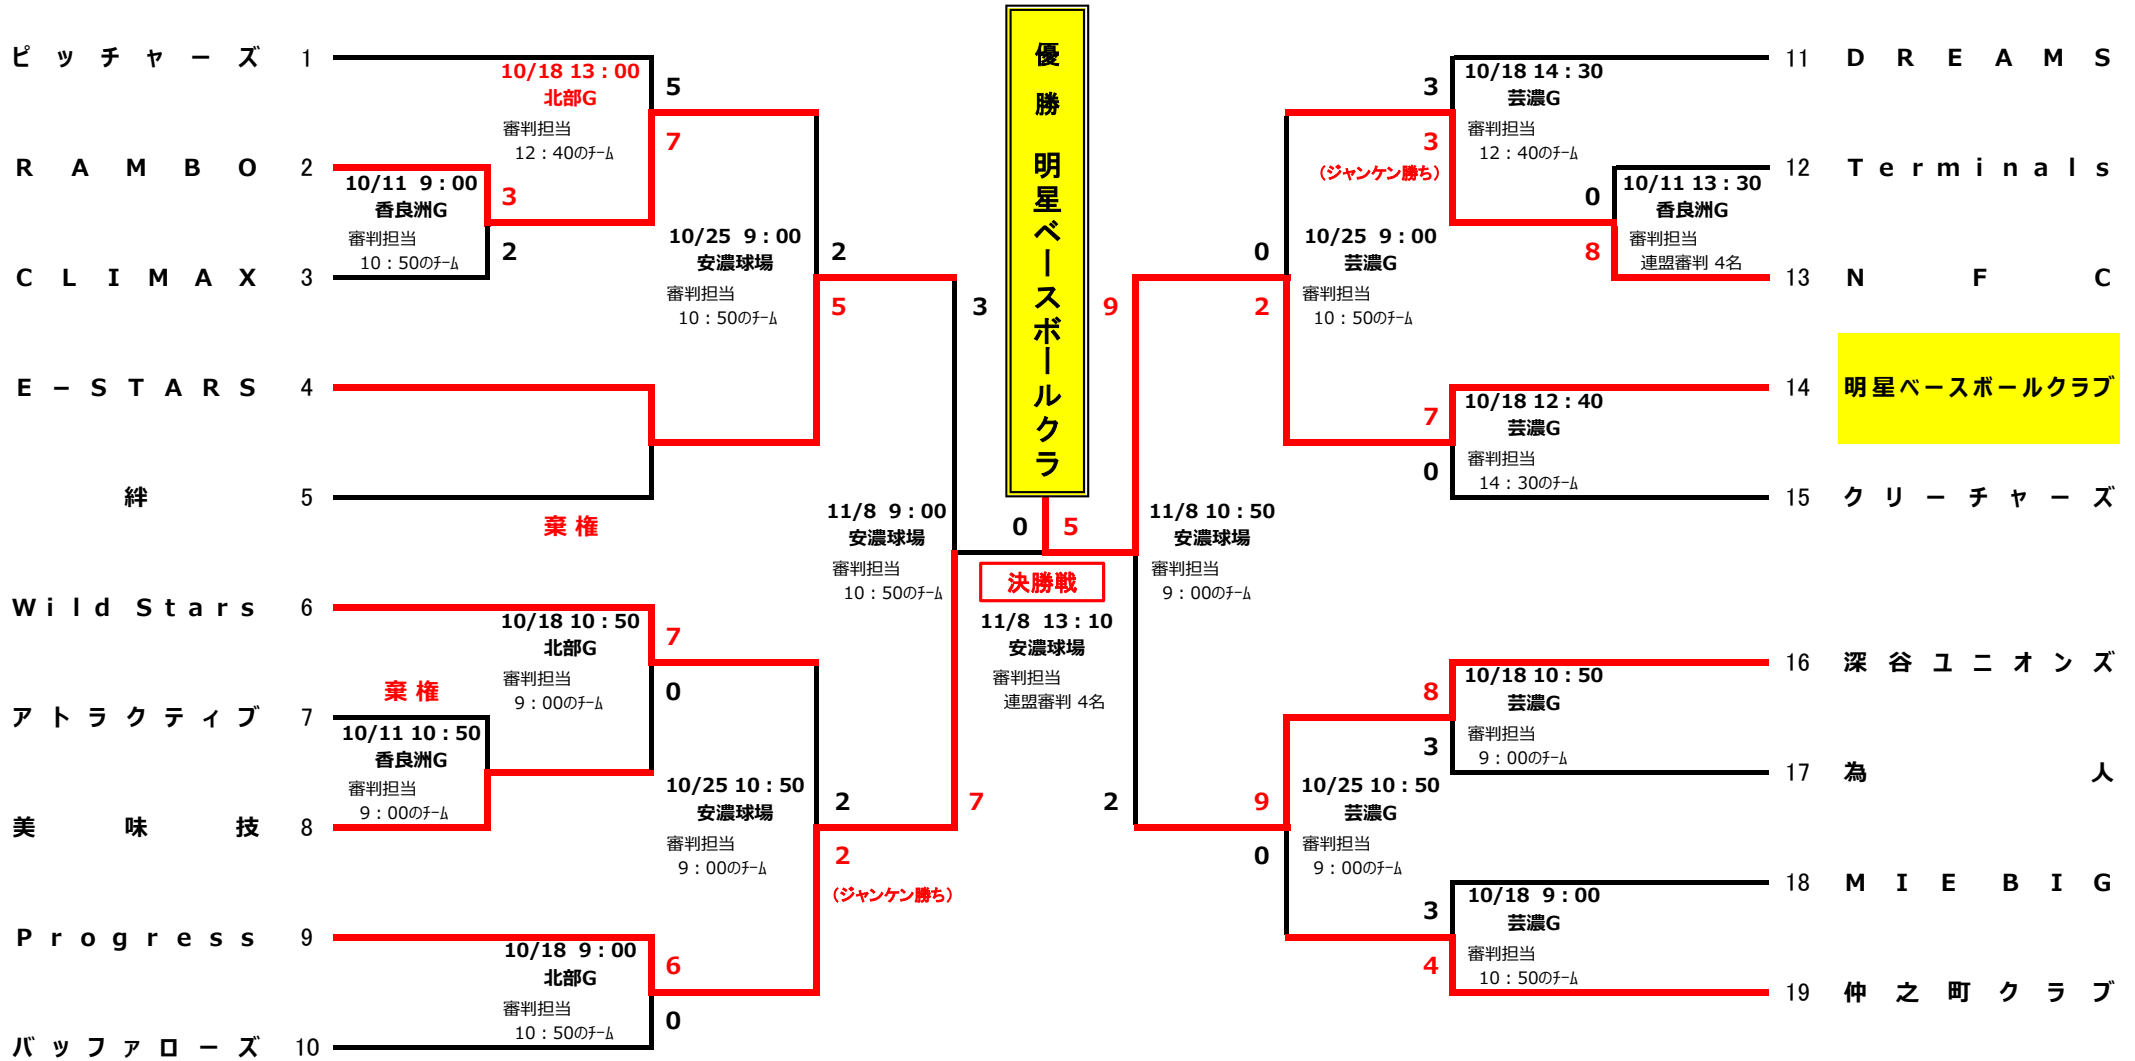 優勝 明星ベースボールクラ
ピッチャーズ 1
10/18 13:00
北部G
審判担当
12:40のチーム
5
7
RAMBO 2
10/11 9:00
香良洲G
審判担当
10:50のチーム
3
2
CLIMAX 3
10/25 9:00
安濃球場
審判担当
10:50のチーム
2
5
E-STARS 4
絆 5
棄権
Wild Stars 6
10/18 10:50
北部G
審判担当
9:00のチーム
7
0
棄権
アトラクティブ 7
10/11 10:50
香良洲G
審判担当
9:00のチーム
美味技 8
10/25 10:50
安濃球場
審判担当
9:00のチーム
2
2
(ジャンケン勝ち)
Progress 9
10/18 9:00
北部G
審判担当
10:50のチーム
6
0
バッファローズ 10
3
11/8 9:00
安濃球場
審判担当
10:50のチーム
7
0
5
決勝戦
11/8 13:10
安濃球場
審判担当
連盟審判 4名
9
11/8 10:50
安濃球場
審判担当
9:00のチーム
2
11 DREAMS
3
10/18 14:30
芸濃G
審判担当
12:40のチーム
3
(ジャンケン勝ち)
12 Terminals
0
10/11 13:30
香良洲G
審判担当
連盟審判 4名
8
13 NFC
0
10/25 9:00
芸濃G
審判担当
10:50のチーム
2
14 明星ベースボールクラブ
7
10/18 12:40
芸濃G
審判担当
14:30のチーム
0
15 クリーチャーズ
16 深谷ユニオンズ
8
10/18 10:50
芸濃G
審判担当
9:00のチーム
3
17 為人
9
10/25 10:50
芸濃G
審判担当
9:00のチーム
0
18 MIE BIG
3
10/18 9:00
芸濃G
審判担当
10:50のチーム
4
19 仲之町クラブ